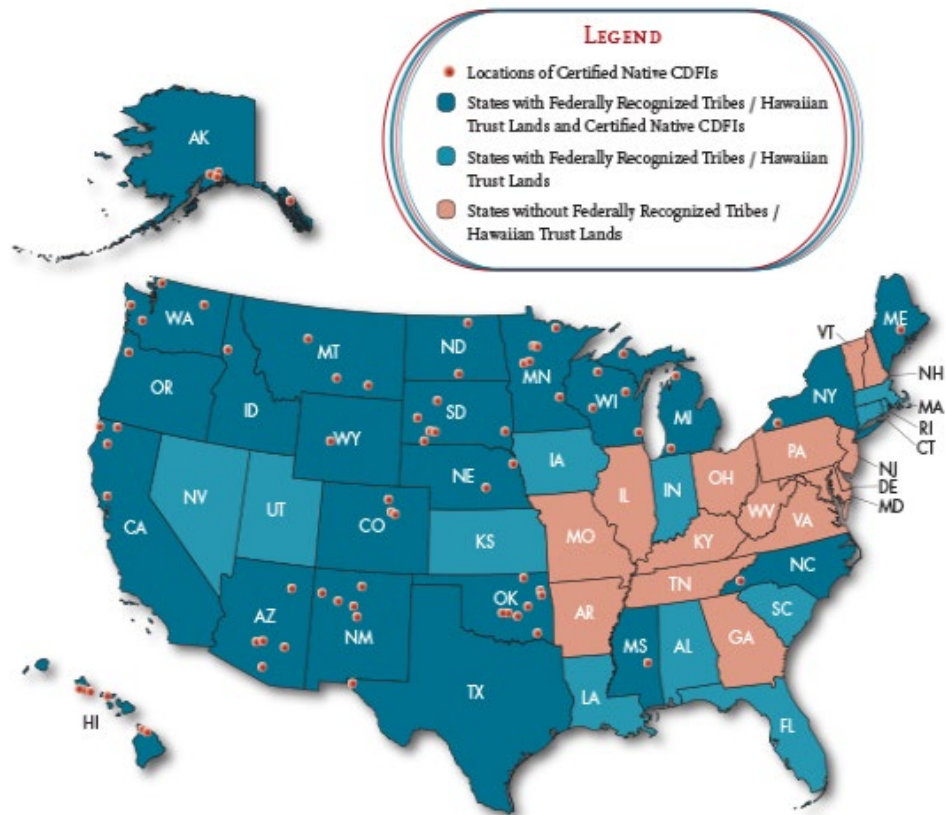 LEGEND
Locations of Certified Native CDFIs
States with Federally Recognized Tribes / Hawaiian
Trust Lands and Certified Native CDFIs
States with Federally Recognized Tribes / Hawaiian
Trust Lands
States without Federally Recognized Tribes /
Hawaiian Trust Lands
AK
WA
MT
ND
MN
WI
MI
VT
ME
NH
NY
MA
RI
CT
OR
ID
WY
SD
IA
NE
PA
NJ
DE
MD
NV
UT
CO
KS
IL
IN
OH
WV
VA
MO
KY
CA
NC
TN
AZ
NM
OK
AR
SC
MS
AL
GA
TX
LA
FL
HI